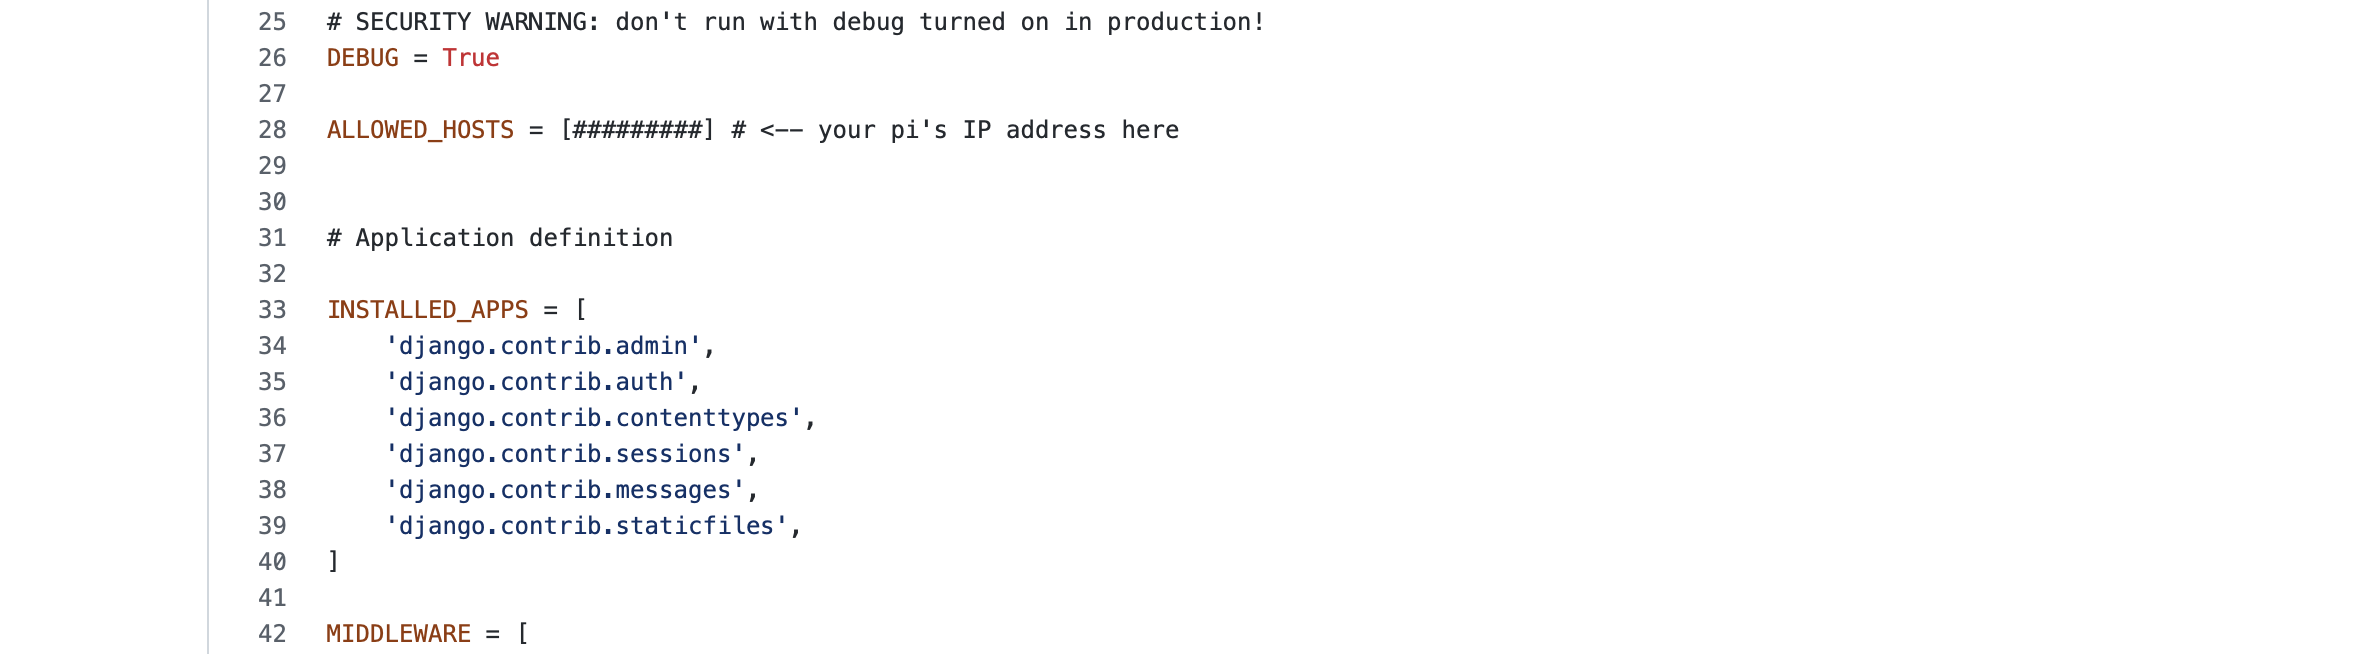 25 # SECURITY WARNING: don't run with debug turned on in production!
26 DEBUG = True
27
28 ALLOWED_HOSTS = [#########] # <-- your pi's IP address here
29
30
31 # Application definition
32
33 INSTALLED_APPS = [
34     'django.contrib.admin',
35     'django.contrib.auth',
36     'django.contrib.contenttypes',
37     'django.contrib.sessions',
38     'django.contrib.messages',
39     'django.contrib.staticfiles',
40 ]
41
42 MIDDLEWARE = [